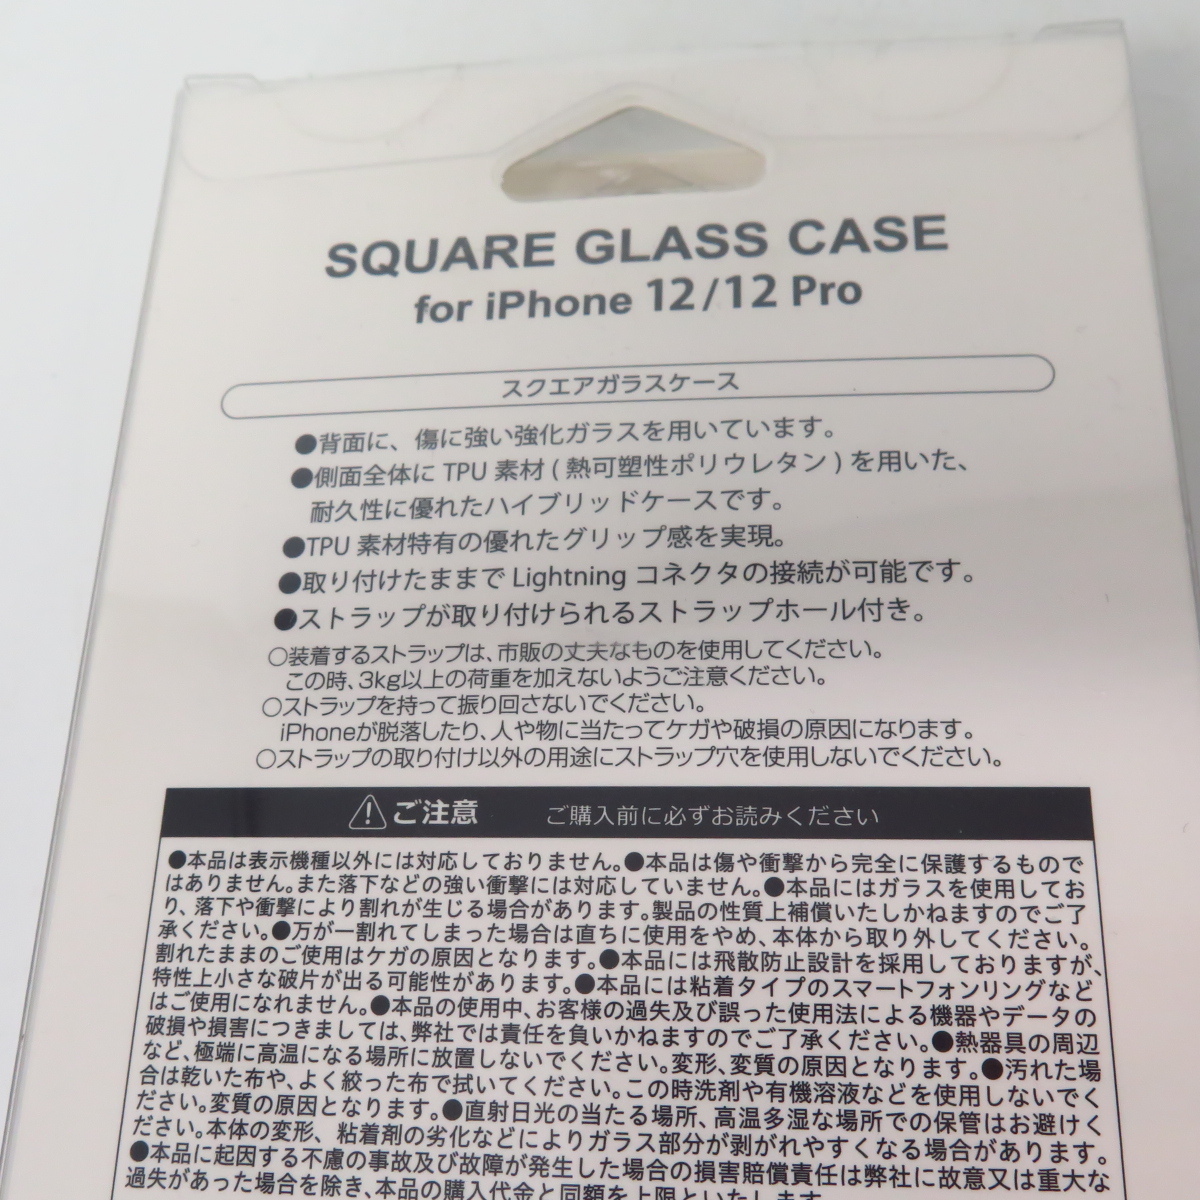 SQUARE GLASS CASE
for iPhone 12/12 Pro
スクエアガラスケース
●背面に、傷に強い強化ガラスを用いています。
●側面全体に TPU 素材 ( 熱可塑性ポリウレタン ) を用いた、
耐久性に優れたハイブリッドケースです。
●TPU 素材特有の優れたグリップ感を実現。
●取り付けたままで Lightning コネクタの接続が可能です。
●ストラップが取り付けられるストラップホール付き。
○装着するストラップは、市販の丈夫なものを使用してください。
この時、3kg以上の荷重を加えないようご注意ください。
○ストラップを持って振り回さないでください。
iPhoneが脱落したり、人や物に当たってケガや破損の原因になります。
○ストラップの取り付け以外の用途にストラップ穴を使用しないでください。
ご注意 ご購入前に必ずお読みください
●本品は表示機種以外には対応しておりません。●本品は傷や衝撃から完全に保護するもので
はありません。また落下などの強い衝撃には対応していません。●本品にはガラスを使用してお
り、落下や衝撃により割れが生じる場合があります。製品の性質上補償いたしかねますのでご了
承ください。●万が一割れてしまった場合は直ちに使用をやめ、本体から取り外してください。
割れたままのご使用はケガの原因となります。●本品には飛散防止設計を採用しておりますが、
特性上小さな破片が出る可能性があります。●本品には粘着タイプのスマートフォンリングなど
はご使用になれません。●本品の使用中、お客様の過失及び誤った使用法による機器やデータの
破損や損害につきましては、弊社では責任を負いかねますのでご了承ください。●熱器具の周辺
など、極端に高温になる場所に放置しないでください。変形、変質の原因となります。●汚れた場
合は乾いた布や、よく絞った布で拭いてください。この時洗剤や有機溶液などを使用しないでく
ださい。変質の原因となります。●直射日光の当たる場所、高温多湿な場所での保管はお避けく
ださい。本体の変形、粘着剤の劣化などによりガラス部分が剥がれやすくなる場合があります。
●本品に起因する不慮の事故及び故障が発生した場合の損害賠償責任は弊社に故意又は重大な
過失があった場合を除き、本品の購入代金と同額を上限といたします。